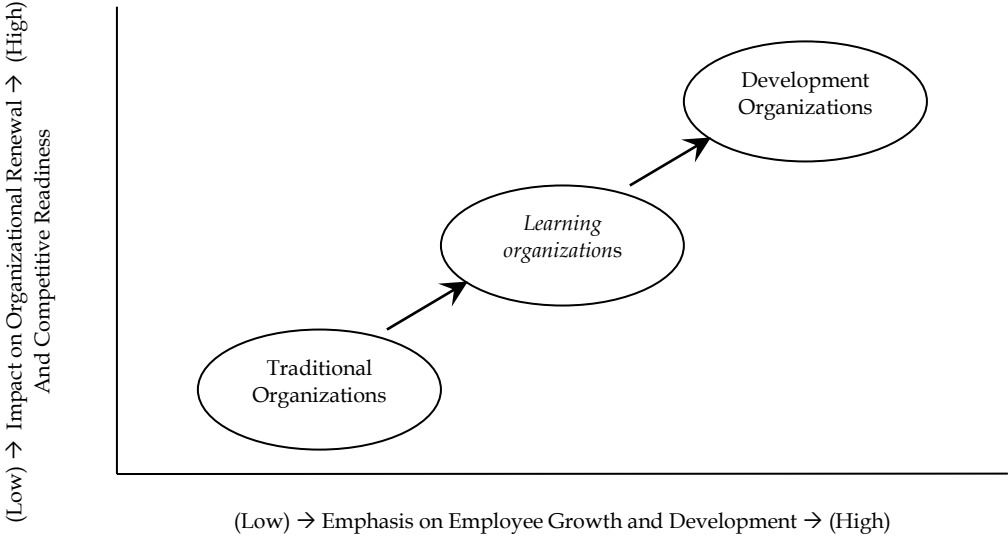 (Low) → Impact on Organizational Renewal → (High)
And Competitive Readiness
Development
Organizations
Learning
organizations
Traditional
Organizations
(Low) → Emphasis on Employee Growth and Development → (High)